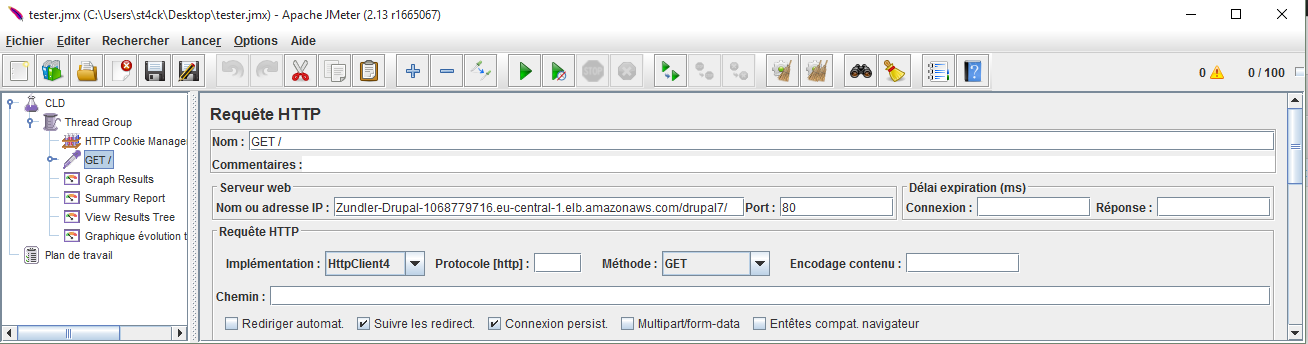 tester.jmx (C:\Users\st4ck\Desktop\tester.jmx) - Apache JMeter (2.13 r1665067)
Fichier Editer Rechercher Lancer Options Aide
STOP
0 0 / 100
CLD
Thread Group
HTTP Cookie Manage
GET /
Graph Results
Summary Report
View Results Tree
Graphique évolution t
Plan de travail
Requête HTTP
Nom : GET /
Commentaires :
Serveur web
Nom ou adresse IP : Zundler-Drupal-1068779716.eu-central-1.elb.amazonaws.com/drupal7/ Port : 80
Délai expiration (ms)
Connexion : Réponse :
Requête HTTP
Implémentation : HttpClient4 Protocole [http] : Méthode : GET Encodage contenu :
Chemin :
Rediriger automat. Suivre les redirect. Connexion persist. Multipart/form-data Entêtes compat. navigateur